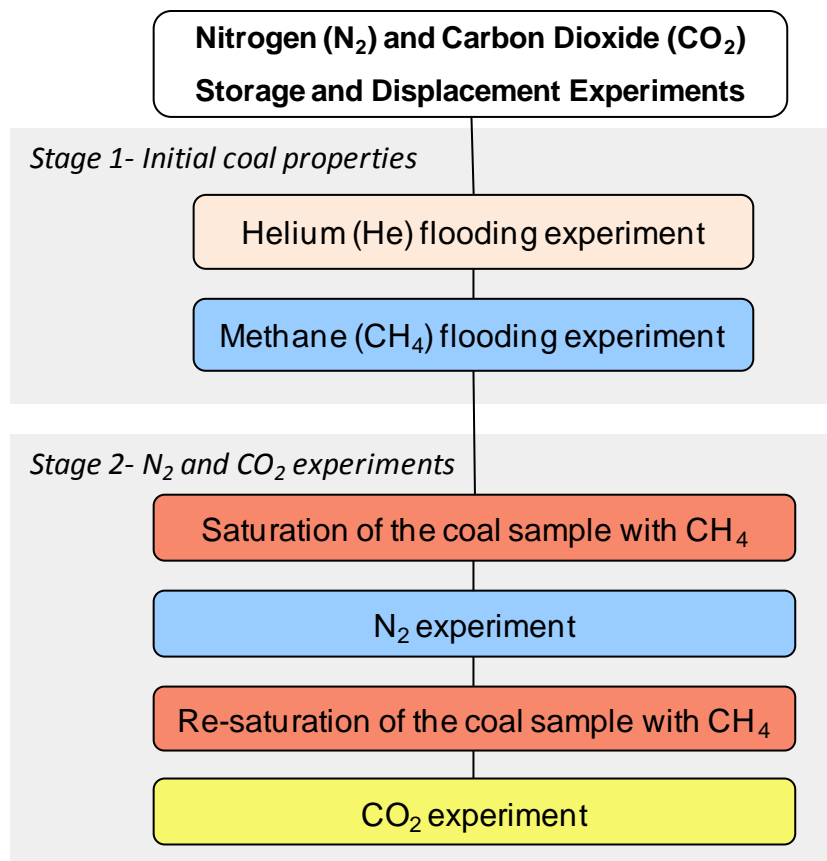 Nitrogen (N₂) and Carbon Dioxide (CO₂)
Storage and Displacement Experiments
Stage 1- Initial coal properties
Helium (He) flooding experiment
Methane (CH₄) flooding experiment
Stage 2- N₂ and CO₂ experiments
Saturation of the coal sample with CH₄
N₂ experiment
Re-saturation of the coal sample with CH₄
CO₂ experiment